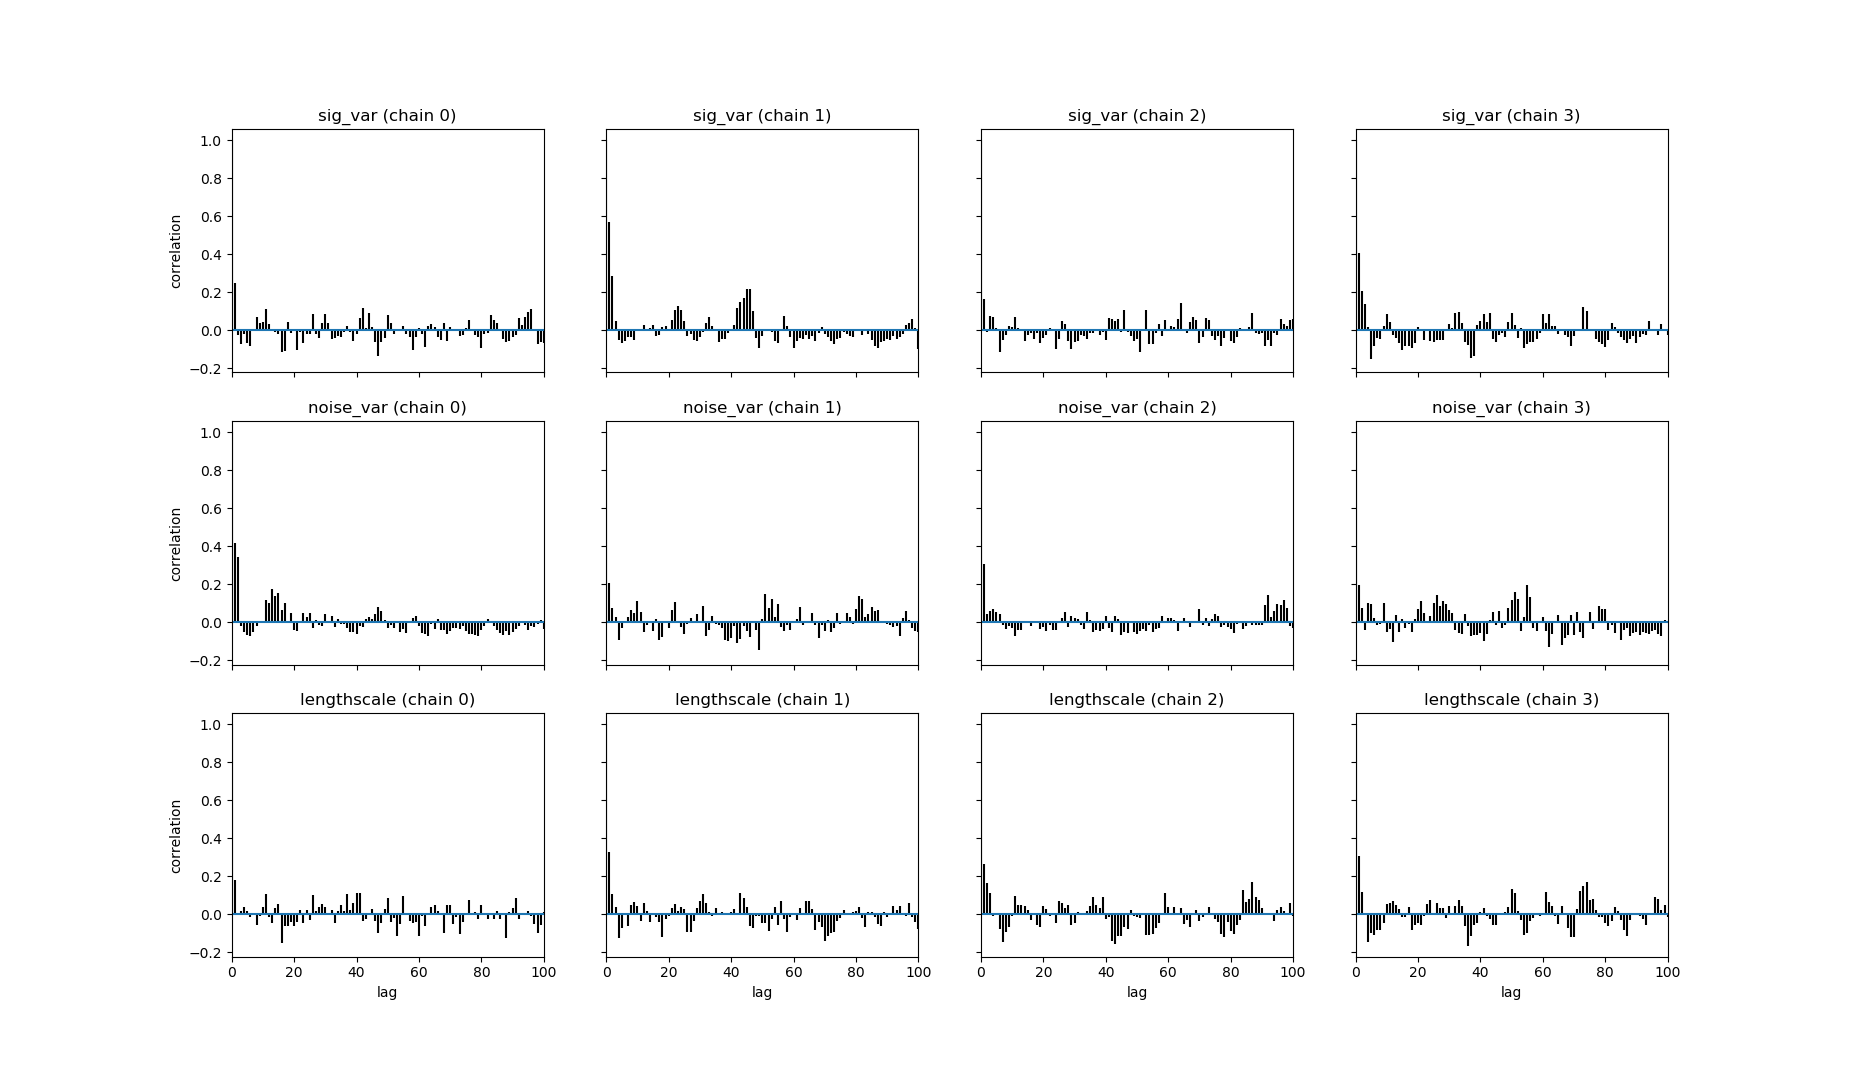 sig_var (chain 0) sig_var (chain 1) sig_var (chain 2) sig_var (chain 3)
1.0
0.8
0.6
correlation
0.4
0.2
0.0
−0.2
noise_var (chain 0) noise_var (chain 1) noise_var (chain 2) noise_var (chain 3)
1.0
0.8
0.6
correlation
0.4
0.2
0.0
−0.2
lengthscale (chain 0) lengthscale (chain 1) lengthscale (chain 2) lengthscale (chain 3)
1.0
0.8
0.6
correlation
0.4
0.2
0.0
−0.2
0 20 40 60 80 100 0 20 40 60 80 100 0 20 40 60 80 100 0 20 40 60 80 100
lag lag lag lag